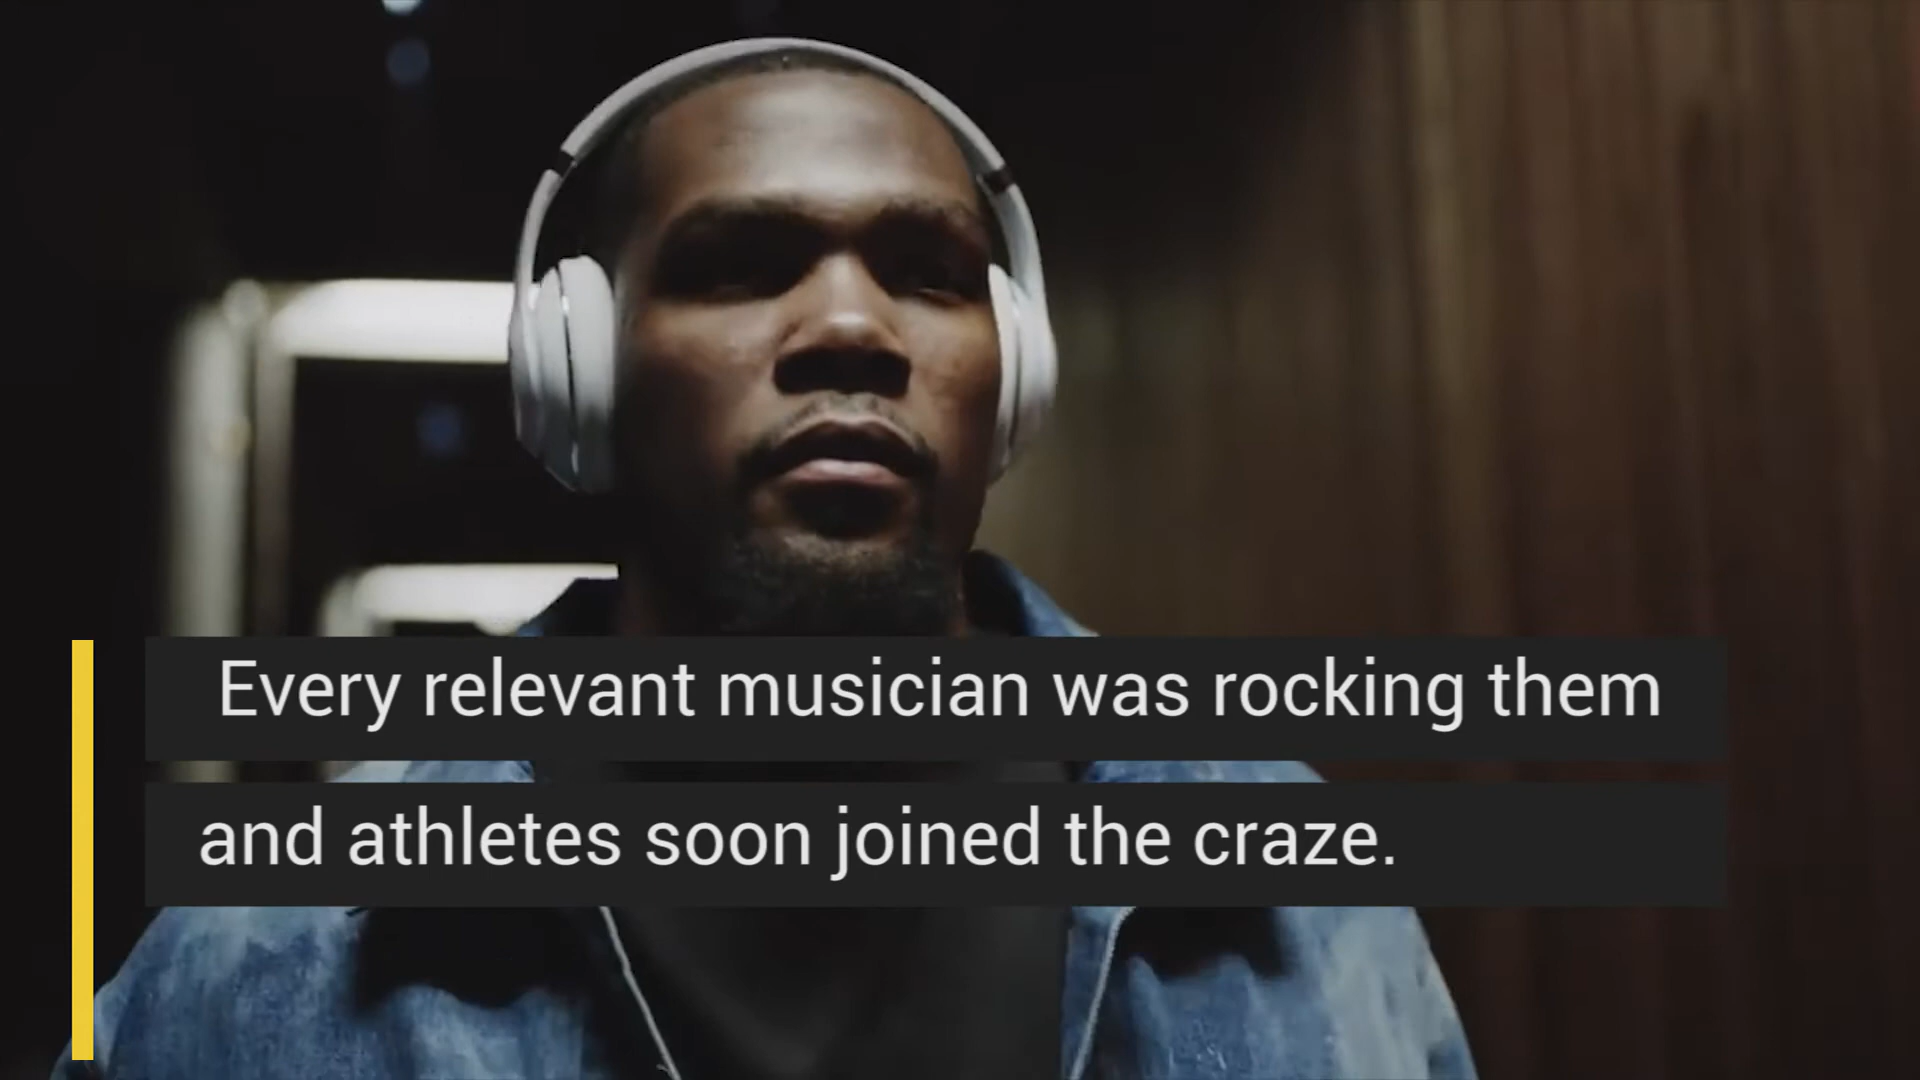 Every relevant musician was rocking them
and athletes soon joined the craze.